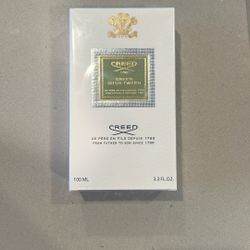 CREED
1760
GREEN
IRISH TWEED
CREED
DE PÈRE EN FILS DEPUIS 1760
FROM FATHER TO SON SINCE 1760
100 ML
3.3 FL.OZ.